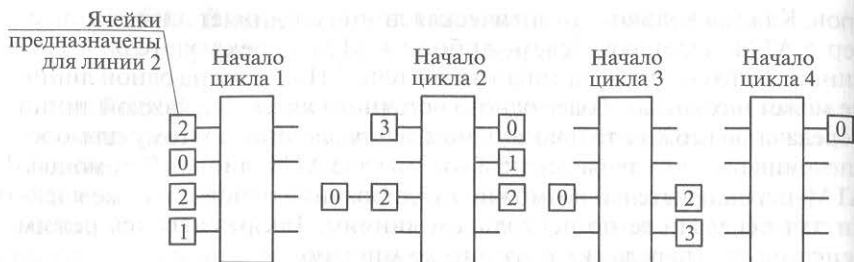 Ячейки
предназначены
для линии 2
Начало
цикла 1
Начало
цикла 2
Начало
цикла 3
Начало
цикла 4
2 3 0 0
0 1
2 0 2 2 0 2
1 3